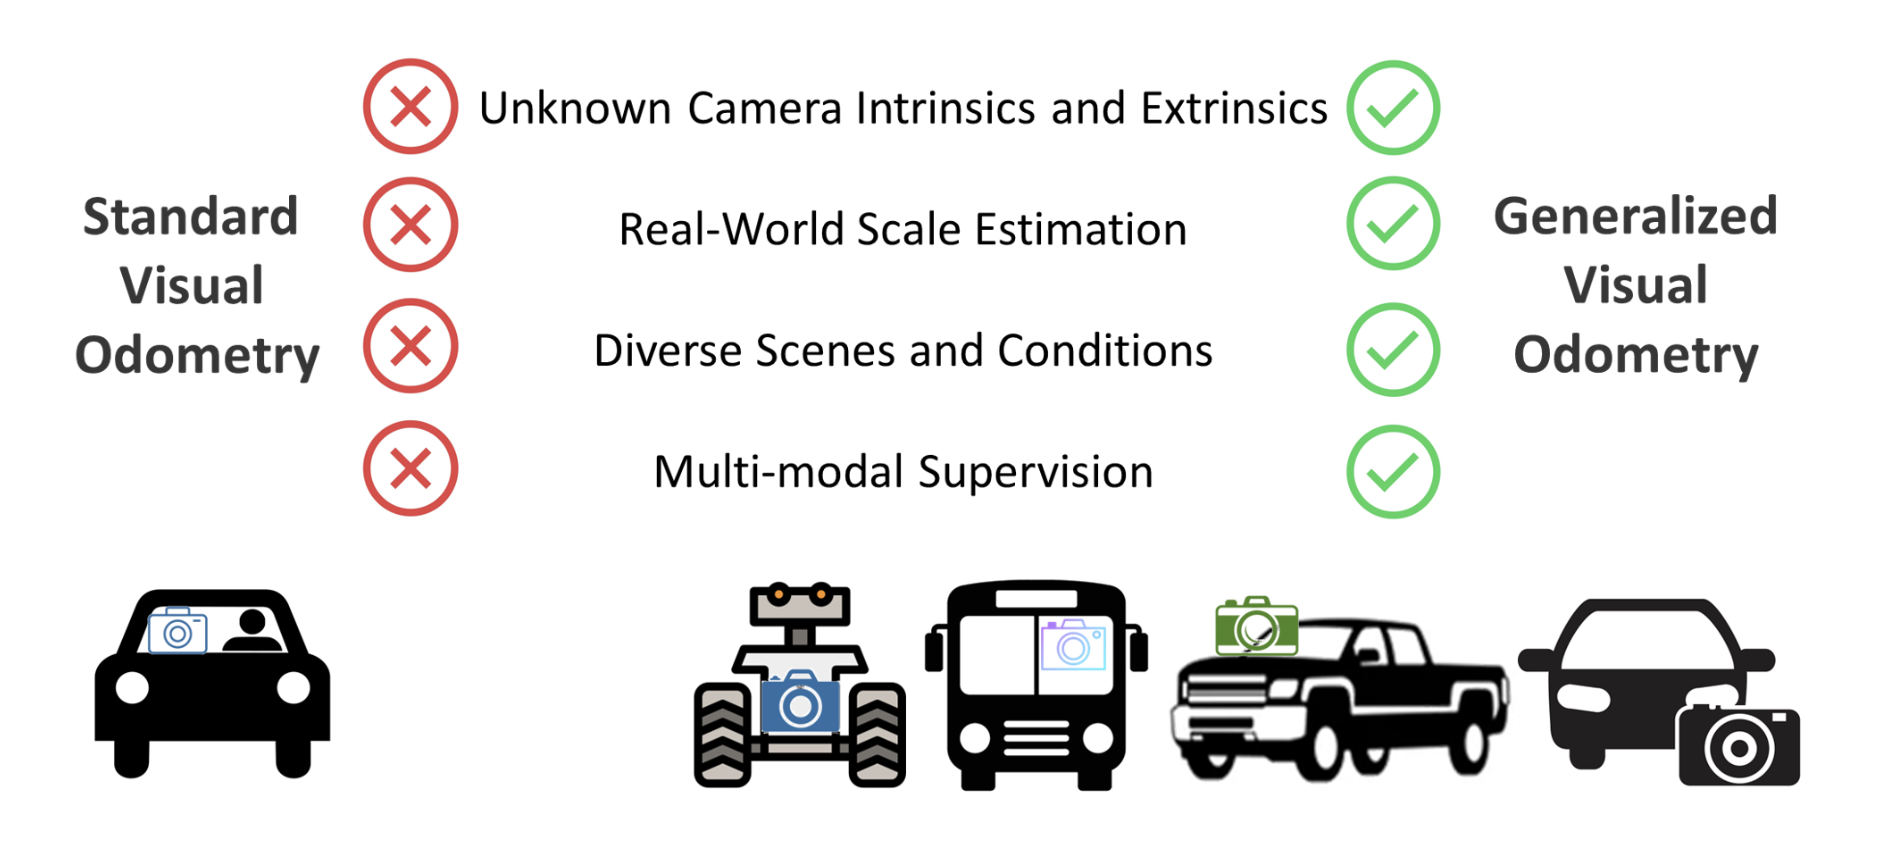 Unknown Camera Intrinsics and Extrinsics
Standard
Visual
Odometry
Real-World Scale Estimation
Diverse Scenes and Conditions
Multi-modal Supervision
Generalized
Visual
Odometry